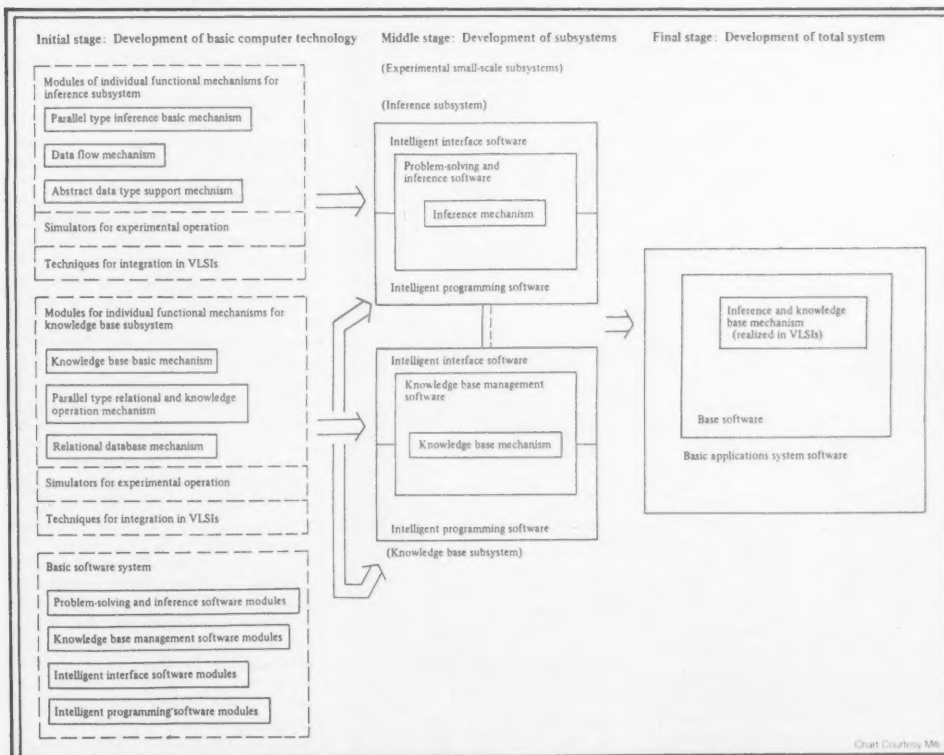 Initial stage: Development of basic computer technology
Modules of individual functional mechanisms for
inference subsystem
Parallel type inference basic mechanism
Data flow mechanism
Abstract data type support mechnism
Simulators for experimental operation
Techniques for integration in VLSIs
Modules for individual functional mechanisms for
knowledge base subsystem
Knowledge base basic mechanism
Parallel type relational and knowledge
operation mechanism
Relational database mechanism
Simulators for experimental operation
Techniques for integration in VLSIs
Basic software system
Problem-solving and inference software modules
Knowledge base management software modules
Intelligent interface software modules
Intelligent programming software modules
Middle stage: Development of subsystems
(Experimental small-scale subsystems)
(Inference subsystem)
Intelligent interface software
Problem-solving and
inference software
Inference mechanism
Intelligent programming software
Intelligent interface software
Knowledge base management
software
Knowledge base mechanism
Intelligent programming software
(Knowledge base subsystem)
Final stage: Development of total system
Inference and knowledge
base mechanism
(realized in VLSIs)
Base software
Basic applications system software
Chart Courtesy